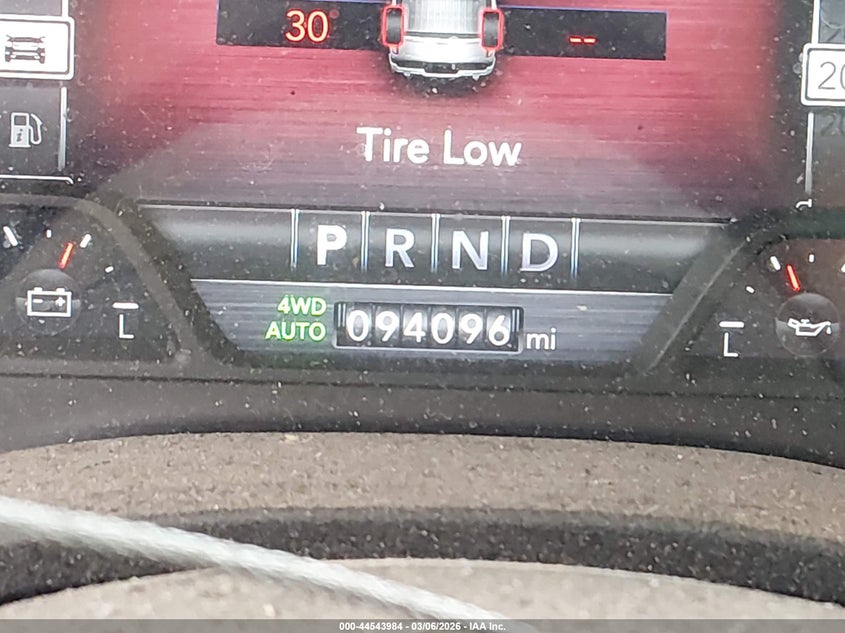 30 --
20
Tire Low
P R N D
4WD
AUTO 094096 mi
L L
000-44543984 - 03/06/2026 - IAA Inc.